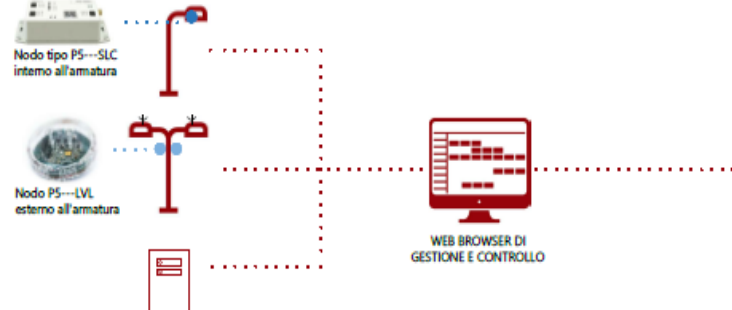 Nodo tipo P5---SLC
interno all'armatura
Nodo P5---LVL
esterno all'armatura
WEB BROWSER DI
GESTIONE E CONTROLLO